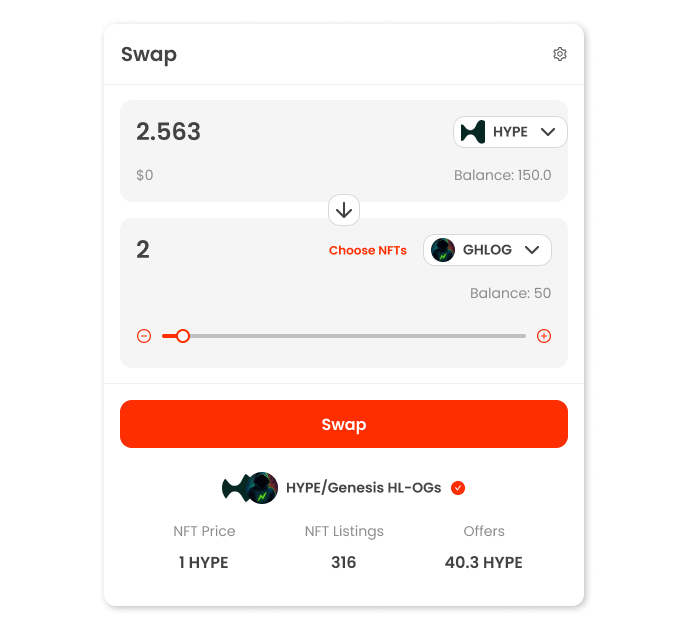 Swap
2.563
HYPE
$0
Balance: 150.0
2
Choose NFTs
GHLOG
Balance: 50
Swap
HYPE/Genesis HL-OGs
NFT Price
NFT Listings
Offers
1 HYPE
316
40.3 HYPE